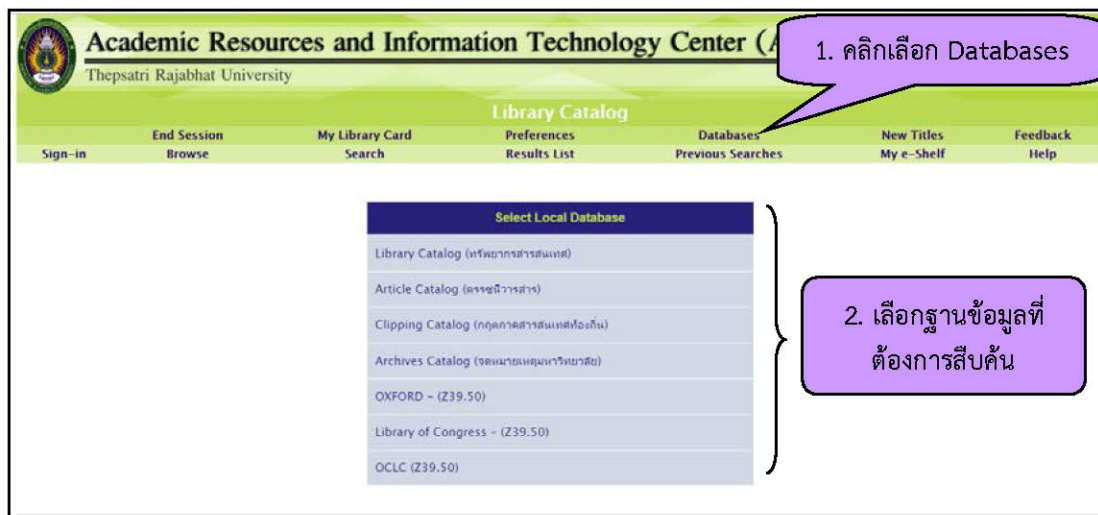 Academic Resources and Information Technology Center (A
Thepsatri Rajabhat University
1. คลิกเลือก Databases
Library Catalog
End Session My Library Card Preferences Databases New Titles Feedback
Sign-in Browse Search Results List Previous Searches My e-Shelf Help
Select Local Database
Library Catalog (ทรัพยากรสารสนเทศ)
Article Catalog (ดรรชนีวารสาร)
Clipping Catalog (กฤตภาคสารสนเทศท้องถิ่น)
Archives Catalog (จดหมายเหตุมหาวิทยาลัย)
OXFORD - (Z39.50)
Library of Congress - (Z39.50)
OCLC (Z39.50)
2. เลือกฐานข้อมูลที่
ต้องการสืบค้น